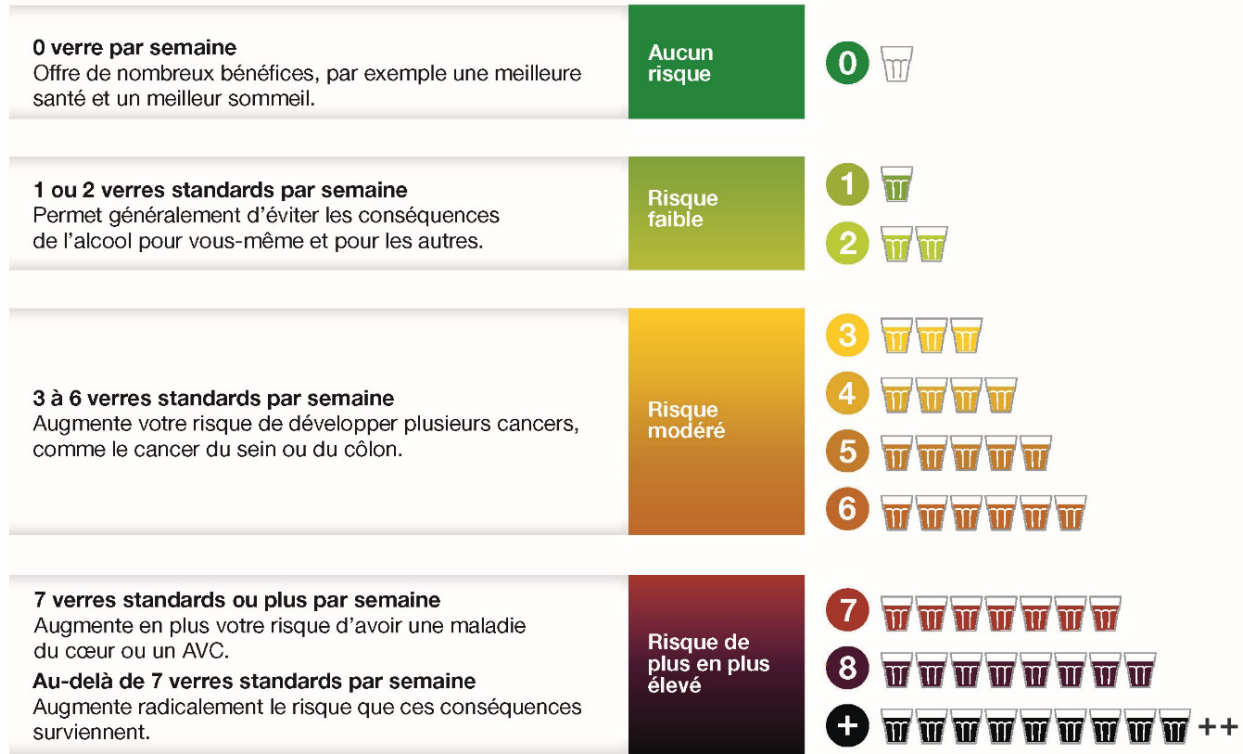 0 verre par semaine
Offre de nombreux bénéfices, par exemple une meilleure
santé et un meilleur sommeil.
Aucun
risque
0
1 ou 2 verres standards par semaine
Permet généralement d'éviter les conséquences
de l'alcool pour vous-même et pour les autres.
Risque
faible
1
2
3 à 6 verres standards par semaine
Augmente votre risque de développer plusieurs cancers,
comme le cancer du sein ou du côlon.
Risque
modéré
3
4
5
6
7 verres standards ou plus par semaine
Augmente en plus votre risque d'avoir une maladie
du cœur ou un AVC.
Au-delà de 7 verres standards par semaine
Augmente radicalement le risque que ces conséquences
surviennent.
Risque de
plus en plus
élevé
7
8
+
++